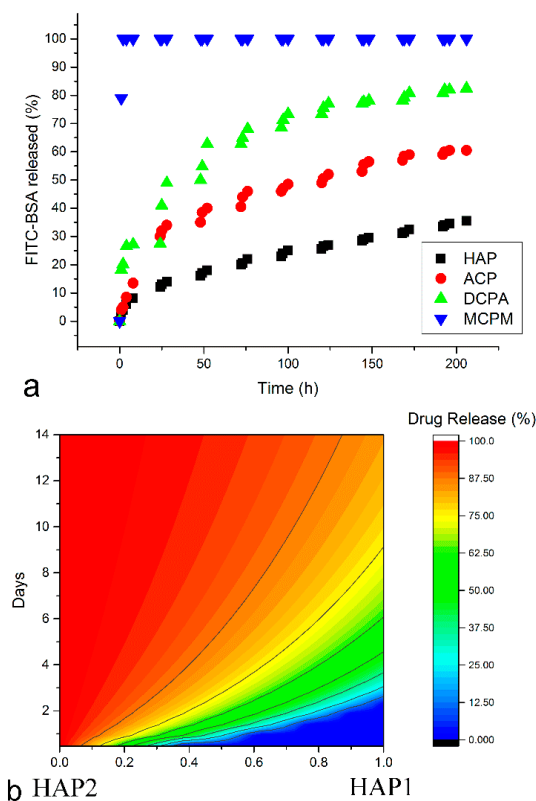 100
90
80
70
60
50
40
30
20
10
0
FITC-BSA released (%)
0 50 100 150 200
Time (h)
HAP
ACP
DCPA
MCPM
a
Drug Release (%)
14
12
10
8
6
4
2
Days
0.0 0.2 0.4 0.6 0.8 1.0
100.0
87.50
75.00
62.50
50.00
37.50
25.00
12.50
0.000
b HAP2 HAP1